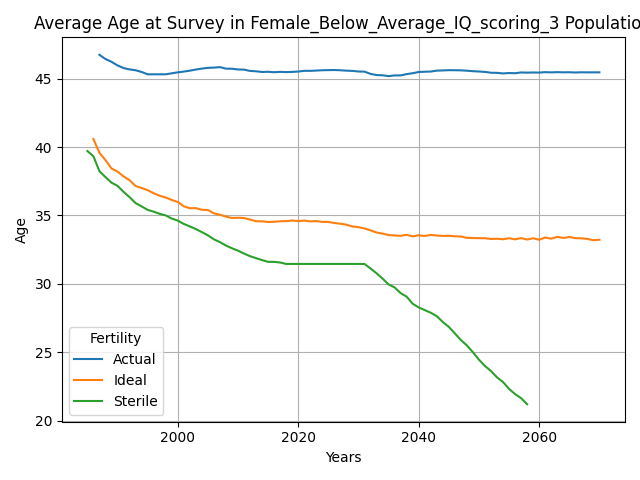 Average Age at Survey in Female_Below_Average_IQ_scoring_3 Populatio
Age
45
40
35
30
25
20
Fertility
Actual
Ideal
Sterile
2000 2020 2040 2060
Years